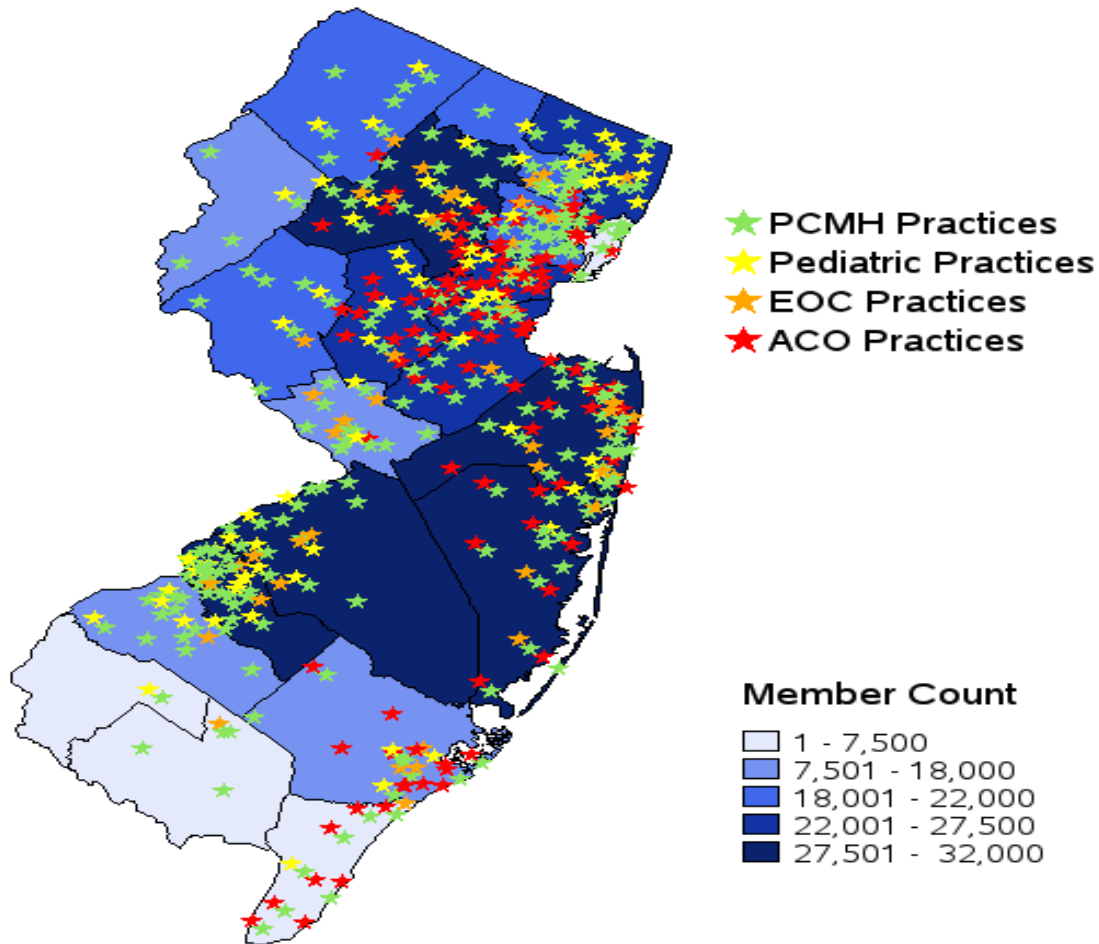 PCMH Practices
Pediatric Practices
EOC Practices
ACO Practices
Member Count
1 - 7,500
7,501 - 18,000
18,001 - 22,000
22,001 - 27,500
27,501 - 32,000